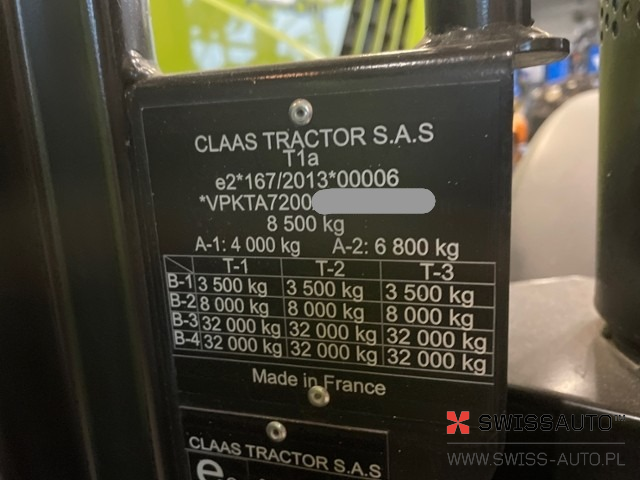 CLAAS TRACTOR S.A.S
T1a
e2*167/2013*00006
*VPKTA7200
8 500 kg
A-1: 4 000 kg A-2: 6 800 kg
T-1 T-2 T-3
B-1 3 500 kg 3 500 kg 3 500 kg
B-2 8 000 kg 8 000 kg 8 000 kg
B-3 32 000 kg 32 000 kg 32 000 kg
B-4 32 000 kg 32 000 kg 32 000 kg
Made in France
CLAAS TRACTOR S.A.S
e
SWISSAUTO
WWW.SWISS-AUTO.PL